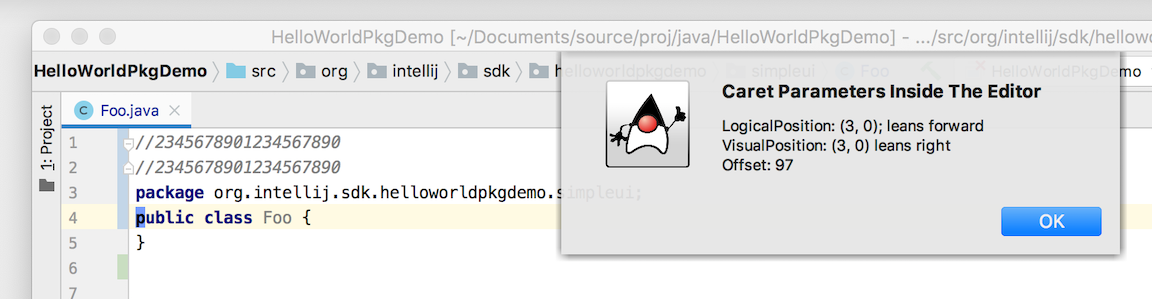 HelloWorldPkgDemo [~/Documents/source/proj/java/HelloWorldPkgDemo] - .../src/org/intellij/sdk/hellowo
HelloWorldPkgDemo src org intellij sdk helloworldpkgdemo simpleui Foo HelloWorldPkgDemo
1: Project
Foo.java
1 //2345678901234567890
2 //2345678901234567890
3 package org.intellij.sdk.helloworldpkgdemo.simpleui;
4 public class Foo {
5 }
6
7
Caret Parameters Inside The Editor
LogicalPosition: (3, 0); leans forward
VisualPosition: (3, 0) leans right
Offset: 97
OK